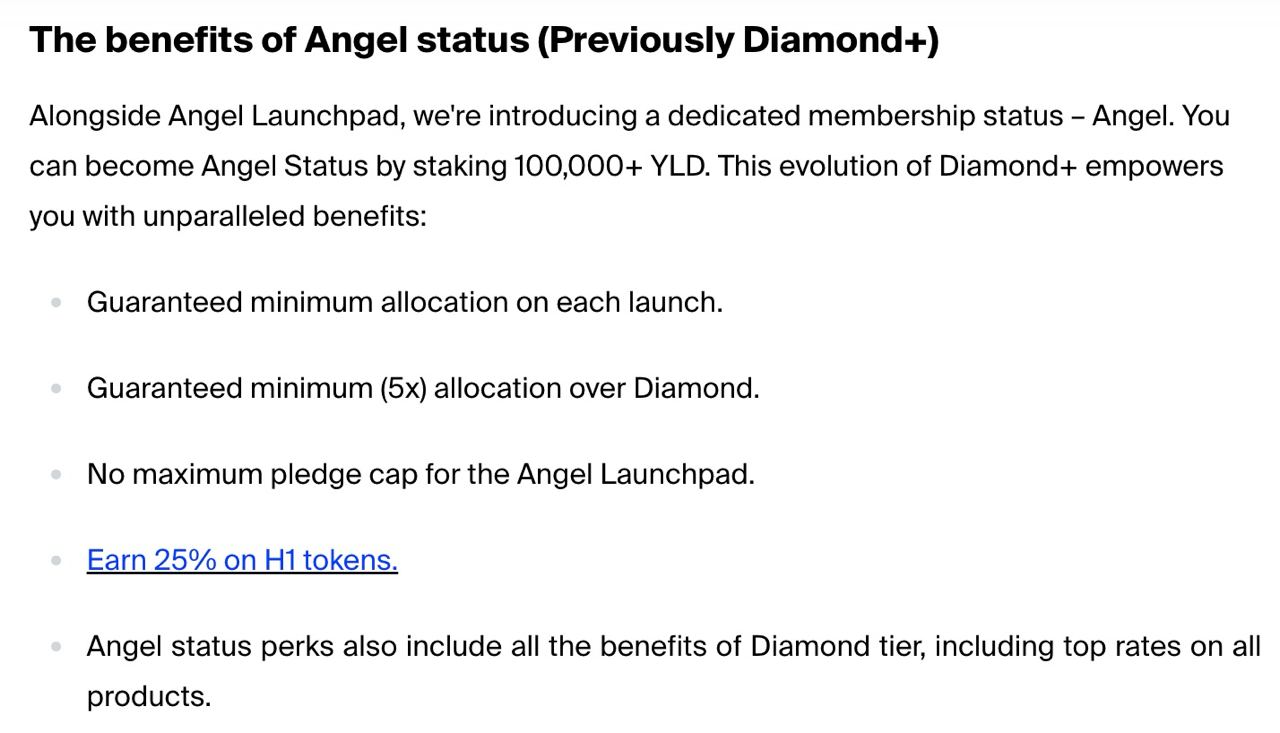 The benefits of Angel status (Previously Diamond+)
Alongside Angel Launchpad, we're introducing a dedicated membership status – Angel. You
can become Angel Status by staking 100,000+ YLD. This evolution of Diamond+ empowers
you with unparalleled benefits:
Guaranteed minimum allocation on each launch.
Guaranteed minimum (5x) allocation over Diamond.
No maximum pledge cap for the Angel Launchpad.
Earn 25% on H1 tokens.
Angel status perks also include all the benefits of Diamond tier, including top rates on all
products.